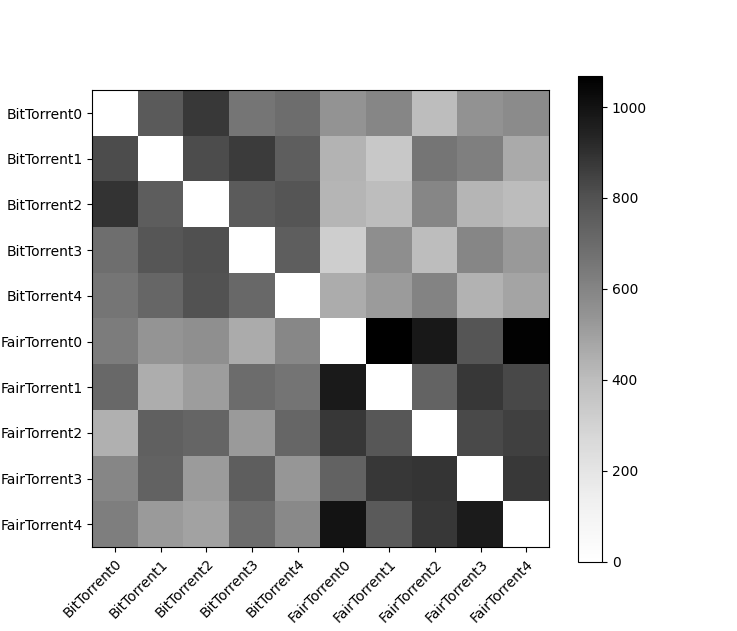 BitTorrent0
BitTorrent1
BitTorrent2
BitTorrent3
BitTorrent4
FairTorrent0
FairTorrent1
FairTorrent2
FairTorrent3
FairTorrent4
BitTorrent0
BitTorrent1
BitTorrent2
BitTorrent3
BitTorrent4
FairTorrent0
FairTorrent1
FairTorrent2
FairTorrent3
FairTorrent4
1000
800
600
400
200
0